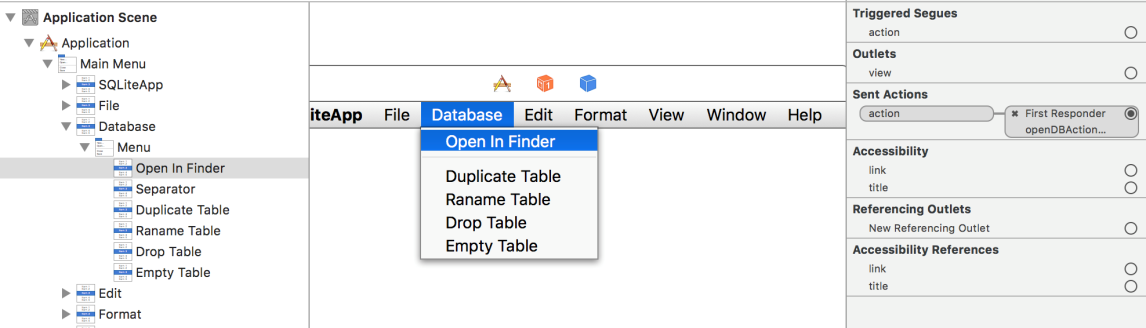 Application Scene
Application
Main Menu
SQLiteApp
File
Database
Menu
Open In Finder
Separator
Duplicate Table
Raname Table
Drop Table
Empty Table
Edit
Format
iteApp File Database Edit Format View Window Help
Open In Finder
Duplicate Table
Raname Table
Drop Table
Empty Table
Triggered Segues
action
Outlets
view
Sent Actions
action First Responder
openDBAction...
Accessibility
link
title
Referencing Outlets
New Referencing Outlet
Accessibility References
link
title